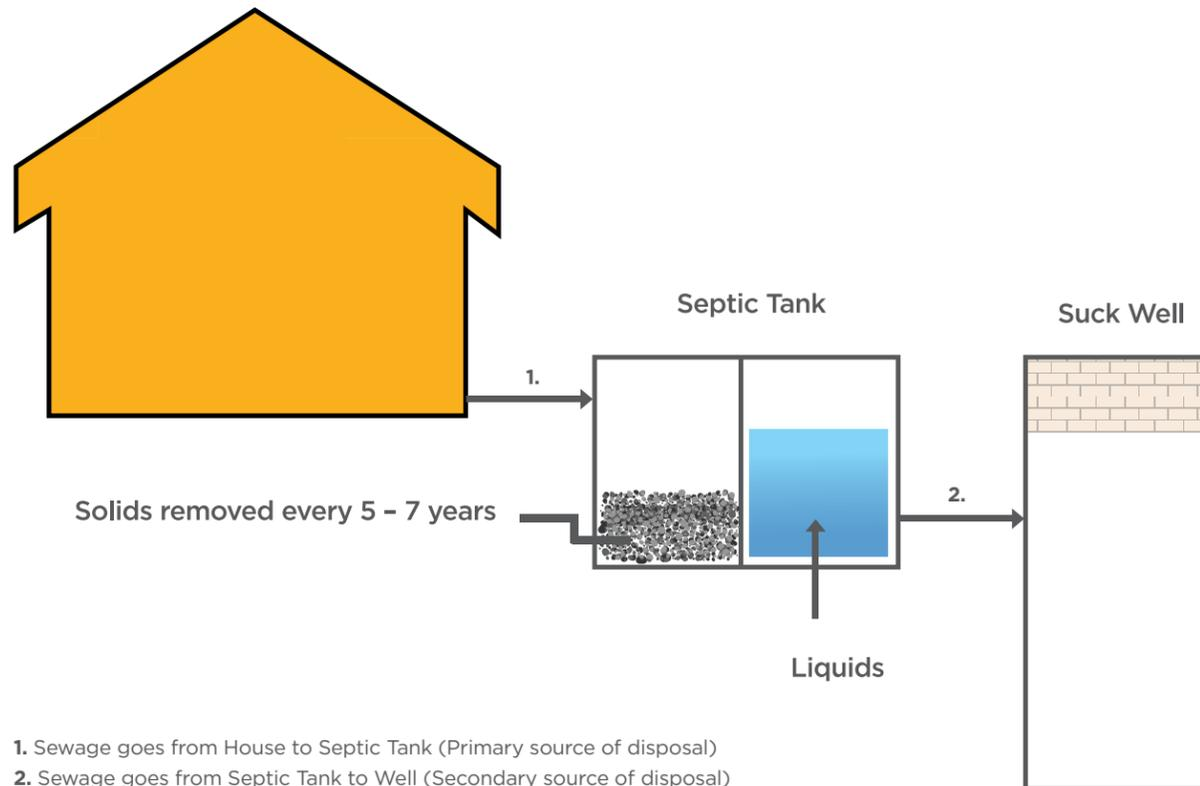 Septic Tank
Suck Well
1.
Solids removed every 5 – 7 years
2.
Liquids
1. Sewage goes from House to Septic Tank (Primary source of disposal)
2. Sewage goes from Septic Tank to Well (Secondary source of disposal)